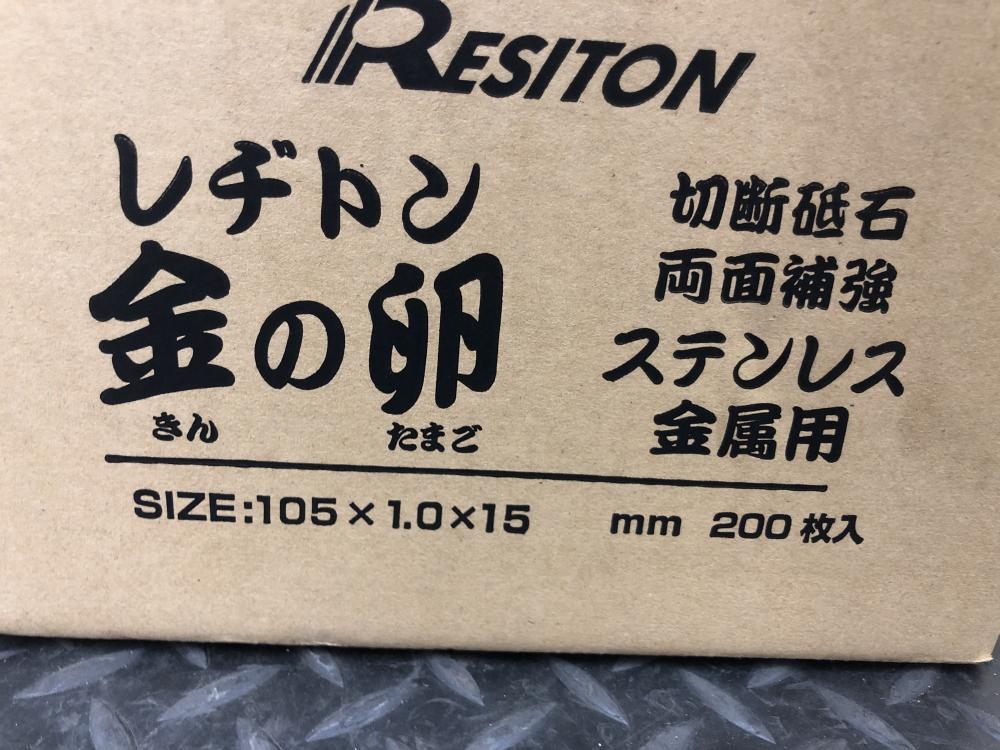 RESITON
レヂトン
金の卵
きん たまご
切断砥石
両面補強
ステンレス
金属用
SIZE:105×1.0×15 mm 200枚入